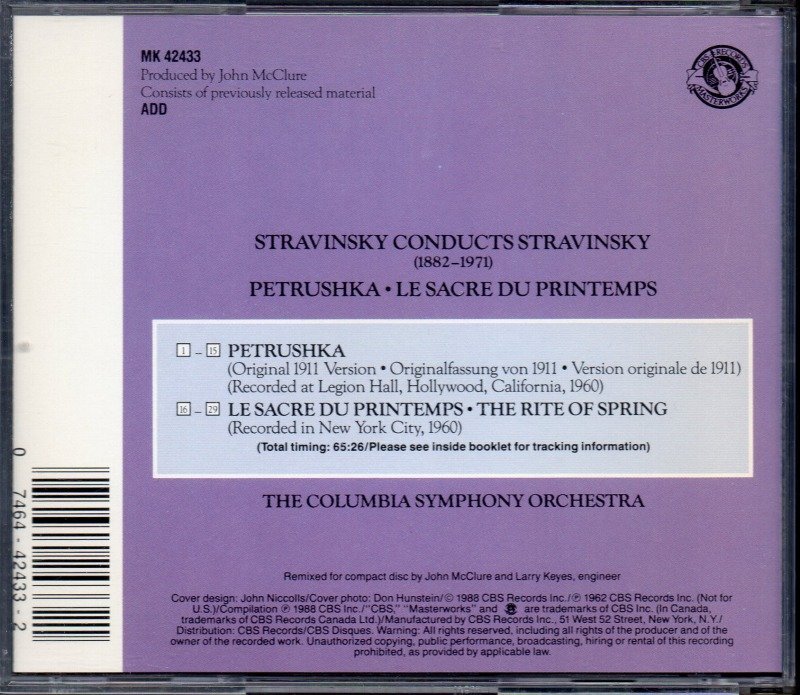 MK 42433
Produced by John McClure
Consists of previously released material
ADD
CBS RECORDS
MASTERWORKS
STRAVINSKY CONDUCTS STRAVINSKY
(1882–1971)
PETRUSHKA • LE SACRE DU PRINTEMPS
1 – 15 PETRUSHKA
(Original 1911 Version • Originalfassung von 1911 • Version originale de 1911)
(Recorded at Legion Hall, Hollywood, California, 1960)
16 – 29 LE SACRE DU PRINTEMPS • THE RITE OF SPRING
(Recorded in New York City, 1960)
(Total timing: 65:26/Please see inside booklet for tracking information)
THE COLUMBIA SYMPHONY ORCHESTRA
0 7464-42433-2
Remixed for compact disc by John McClure and Larry Keyes, engineer
Cover design: John Niccolls/Cover photo: Don Hunstein/© 1988 CBS Records Inc./℗ 1962 CBS Records Inc. (Not for
U.S.)/Compilation ℗ 1988 CBS Inc./"CBS," "Masterworks" and are trademarks of CBS Inc. (In Canada,
trademarks of CBS Records Canada Ltd.)/Manufactured by CBS Records Inc., 51 West 52 Street, New York, N.Y./
Distribution: CBS Records/CBS Disques. Warning: All rights reserved, including all rights of the producer and of the
owner of the recorded work. Unauthorized copying, public performance, broadcasting, hiring or rental of this recording
prohibited, as provided by applicable law.